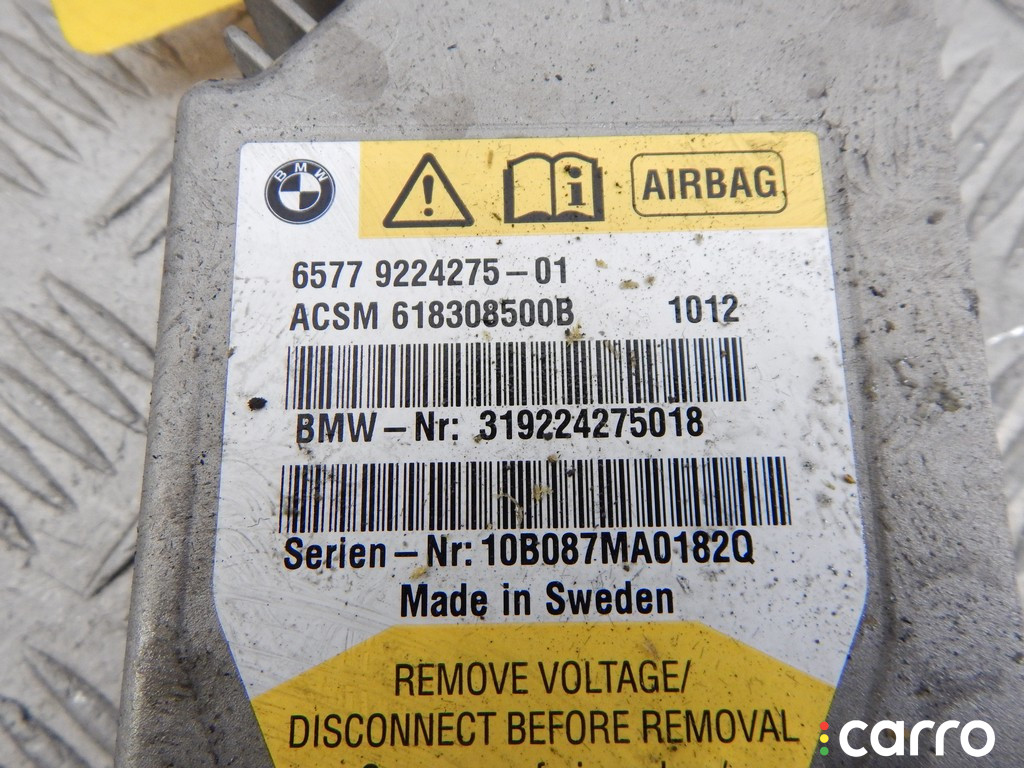 BMW
i
AIRBAG
6577 9224275-01
ACSM 618308500B 1012
BMW-Nr: 319224275018
Serien-Nr: 10B087MA0182Q
Made in Sweden
REMOVE VOLTAGE/
DISCONNECT BEFORE REMOVAL
carro